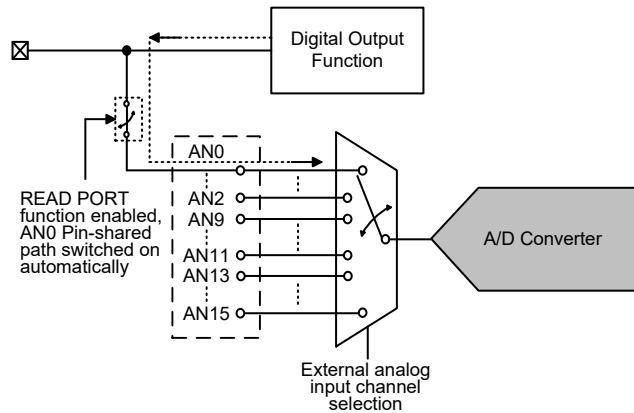 Digital Output
Function
AN0
AN2
AN9
AN11
AN13
AN15
READ PORT
function enabled,
AN0 Pin-shared
path switched on
automatically
A/D Converter
External analog
input channel
selection